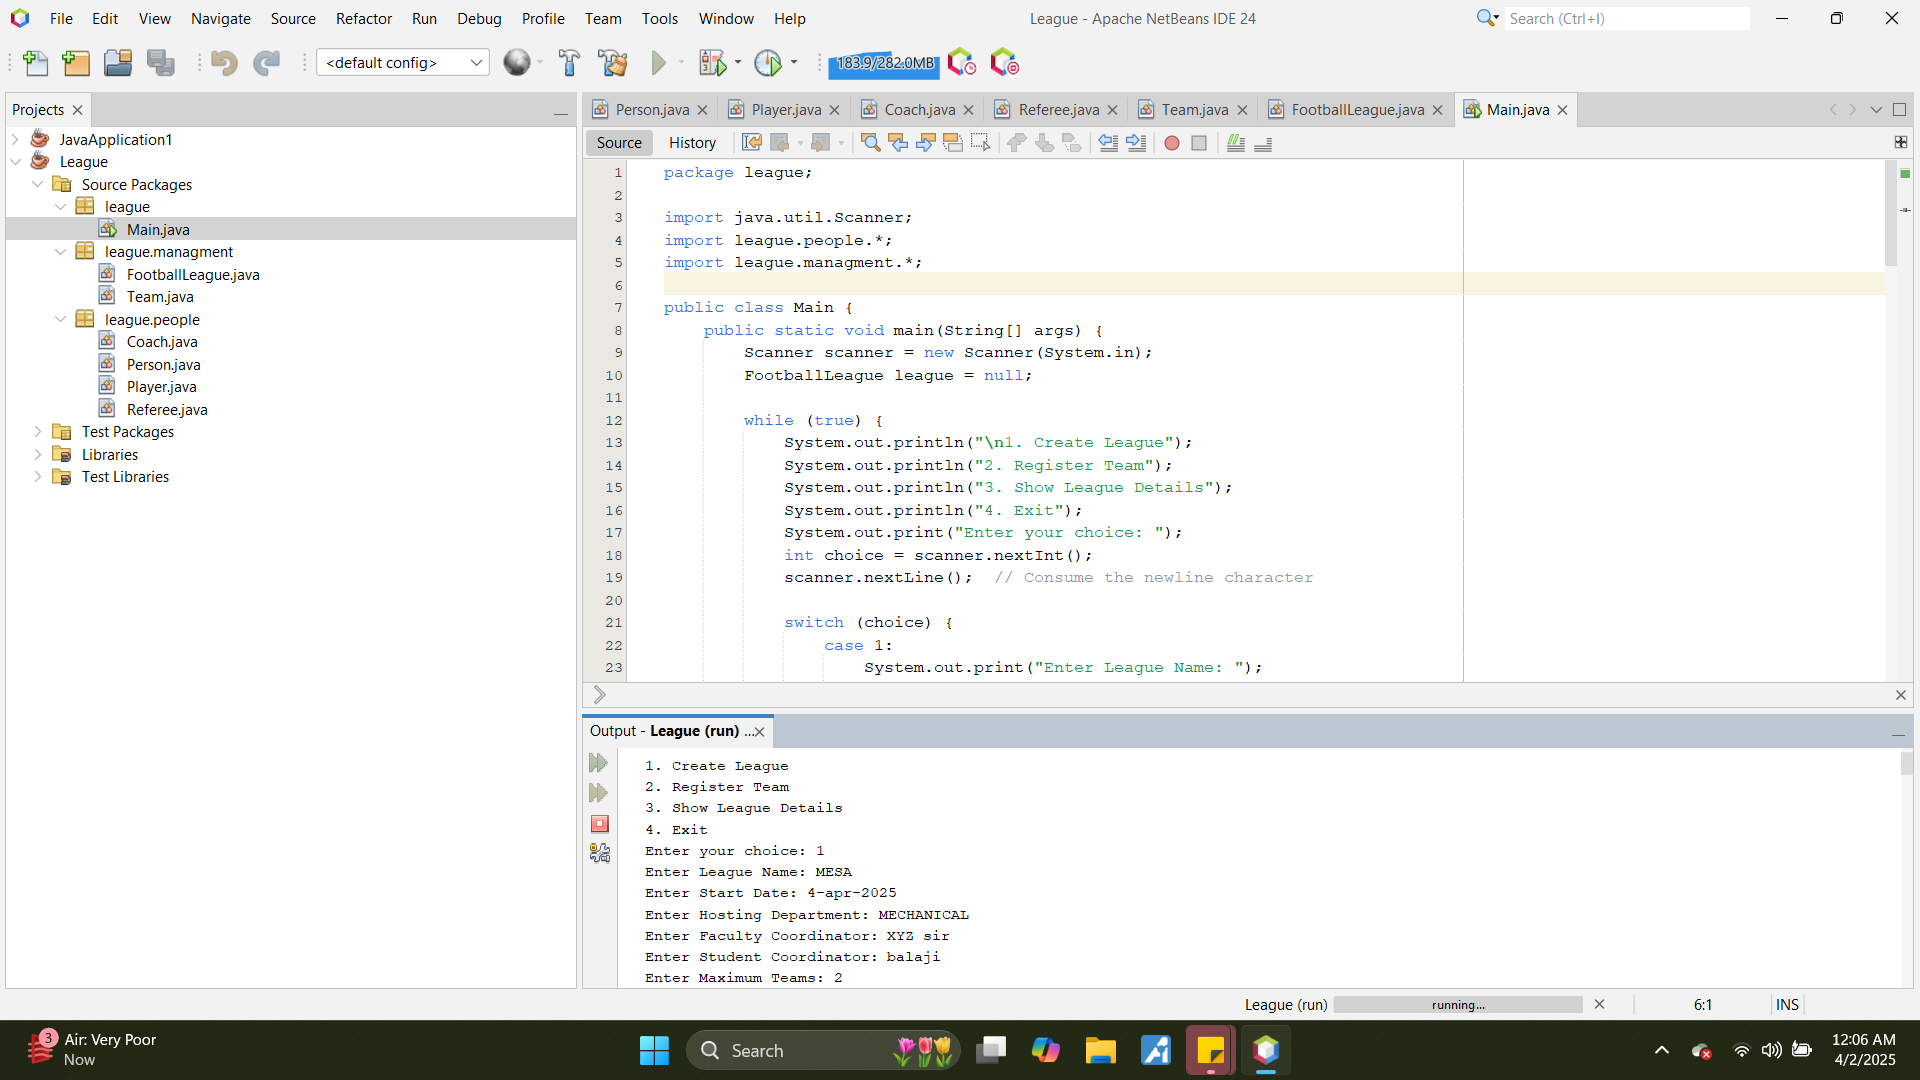 File Edit View Navigate Source Refactor Run Debug Profile Team Tools Window Help
League - Apache NetBeans IDE 24
Search (Ctrl+I)
<default config>
183.9/282.0MB
Projects
JavaApplication1
League
Source Packages
league
Main.java
league.managment
FootballLeague.java
Team.java
league.people
Coach.java
Person.java
Player.java
Referee.java
Test Packages
Libraries
Test Libraries
Person.java Player.java Coach.java Referee.java Team.java FootballLeague.java Main.java
Source History
1 package league;
2
3 import java.util.Scanner;
4 import league.people.*;
5 import league.managment.*;
6
7 public class Main {
8 public static void main(String[] args) {
9 Scanner scanner = new Scanner(System.in);
10 FootballLeague league = null;
11
12 while (true) {
13 System.out.println("\n1. Create League");
14 System.out.println("2. Register Team");
15 System.out.println("3. Show League Details");
16 System.out.println("4. Exit");
17 System.out.print("Enter your choice: ");
18 int choice = scanner.nextInt();
19 scanner.nextLine();  // Consume the newline character
20
21 switch (choice) {
22 case 1:
23 System.out.print("Enter League Name: ");
Output - League (run) ...
1. Create League
2. Register Team
3. Show League Details
4. Exit
Enter your choice: 1
Enter League Name: MESA
Enter Start Date: 4-apr-2025
Enter Hosting Department: MECHANICAL
Enter Faculty Coordinator: XYZ sir
Enter Student Coordinator: balaji
Enter Maximum Teams: 2
League (run) running... 6:1 INS
3
Air: Very Poor
Now
Search
12:06 AM
4/2/2025